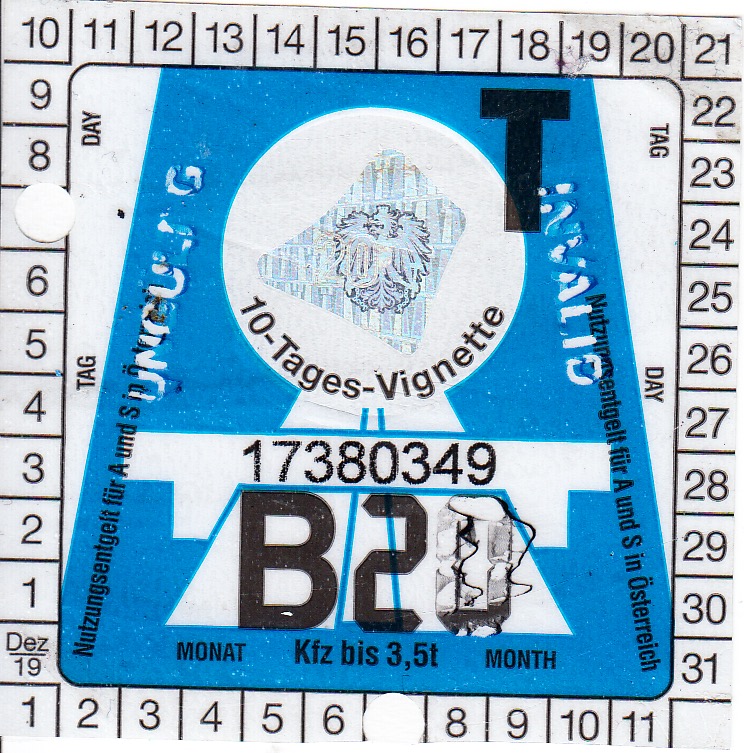 10 11 12 13 14 15 16 17 18 19 20 21
9
8
6
5
4
3
2
1
Dez
19
1 2 3 4 5 6 8 9 10 11
22
23
24
25
26
27
28
29
30
31
DAY
TAG
TAG
DAY
T
UNGÜLTIG
INVALID
10-Tages-Vignette
17380349
B20
MONAT Kfz bis 3,5t MONTH
Nutzungsentgelt für A und S in
Nutzungsentgelt für A und S in Österreich